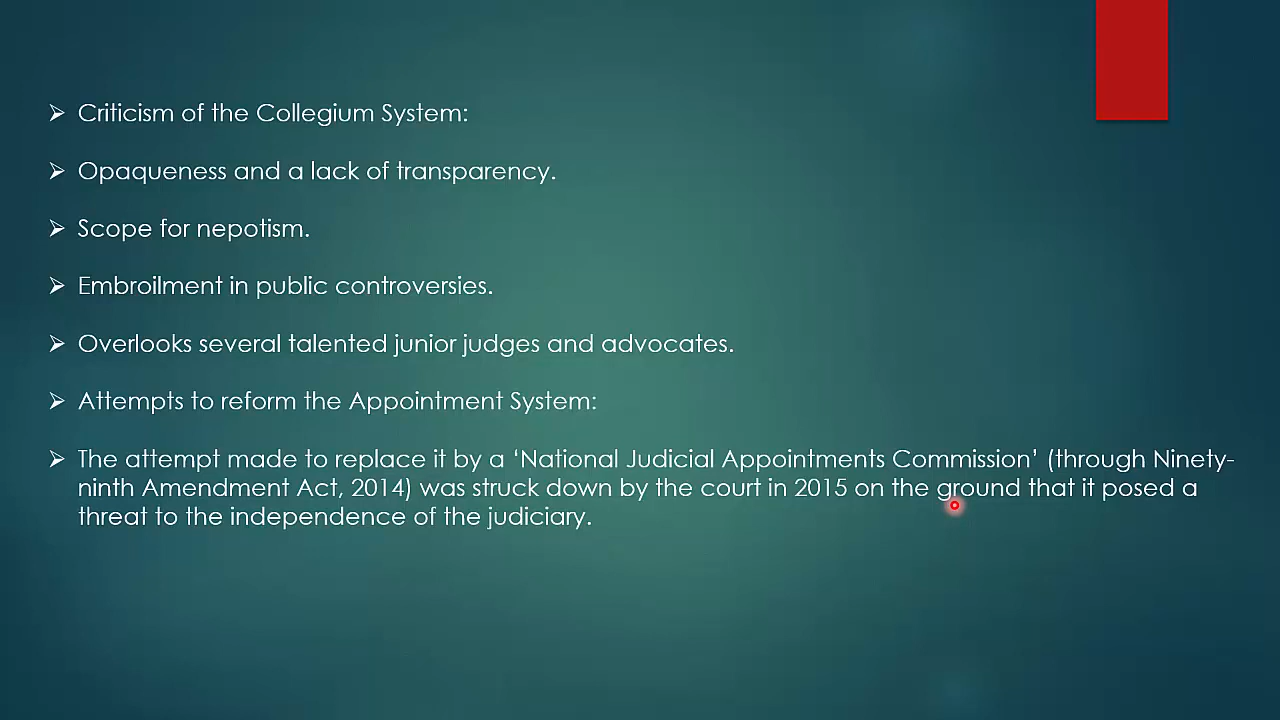 ➢ Criticism of the Collegium System:
➢ Opaqueness and a lack of transparency.
➢ Scope for nepotism.
➢ Embroilment in public controversies.
➢ Overlooks several talented junior judges and advocates.
➢ Attempts to reform the Appointment System:
➢ The attempt made to replace it by a ‘National Judicial Appointments Commission’ (through Ninety-
ninth Amendment Act, 2014) was struck down by the court in 2015 on the ground that it posed a
threat to the independence of the judiciary.